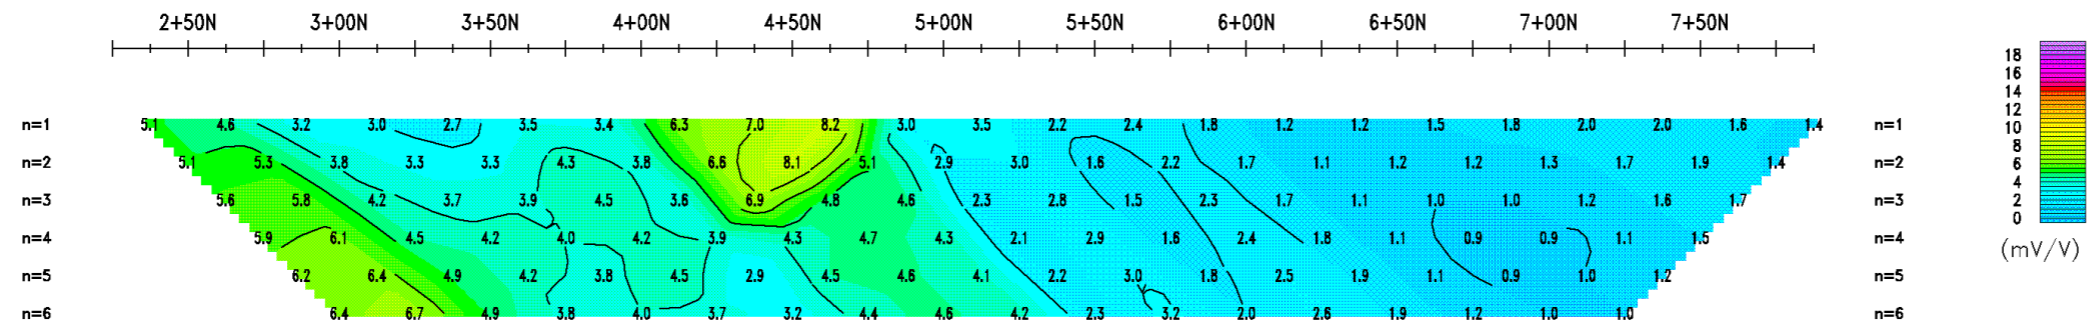 2+50N 3+00N 3+50N 4+00N 4+50N 5+00N 5+50N 6+00N 6+50N 7+00N 7+50N
n=1 5.1 4.6 3.2 3.0 2.7 3.5 3.4 6.3 7.0 8.2 3.0 3.5 2.2 2.4 1.8 1.2 1.2 1.5 1.8 2.0 2.0 1.6 1.4 n=1
n=2 5.1 5.3 3.8 3.3 3.3 4.3 3.8 6.6 8.1 5.1 2.9 3.0 1.6 2.2 1.7 1.1 1.2 1.2 1.3 1.7 1.9 1.4 n=2
n=3 5.6 5.8 4.2 3.7 3.9 4.5 3.6 6.9 4.8 4.6 2.3 2.8 1.5 2.3 1.7 1.1 1.0 1.0 1.2 1.6 1.7 n=3
n=4 5.9 6.1 4.5 4.2 4.0 4.2 3.9 4.3 4.7 4.3 2.1 2.9 1.6 2.4 1.8 1.1 0.9 0.9 1.1 1.5 n=4
n=5 6.2 6.4 4.9 4.2 3.8 4.5 2.9 4.5 4.6 4.1 2.2 3.0 1.8 2.5 1.9 1.1 0.9 1.0 1.2 n=5
n=6 6.4 6.7 4.9 3.8 4.0 3.7 3.2 4.4 4.6 4.2 2.3 3.2 2.0 2.6 1.9 1.2 1.0 1.0 n=6
18
16
14
12
10
8
6
4
2
0
(mV/V)